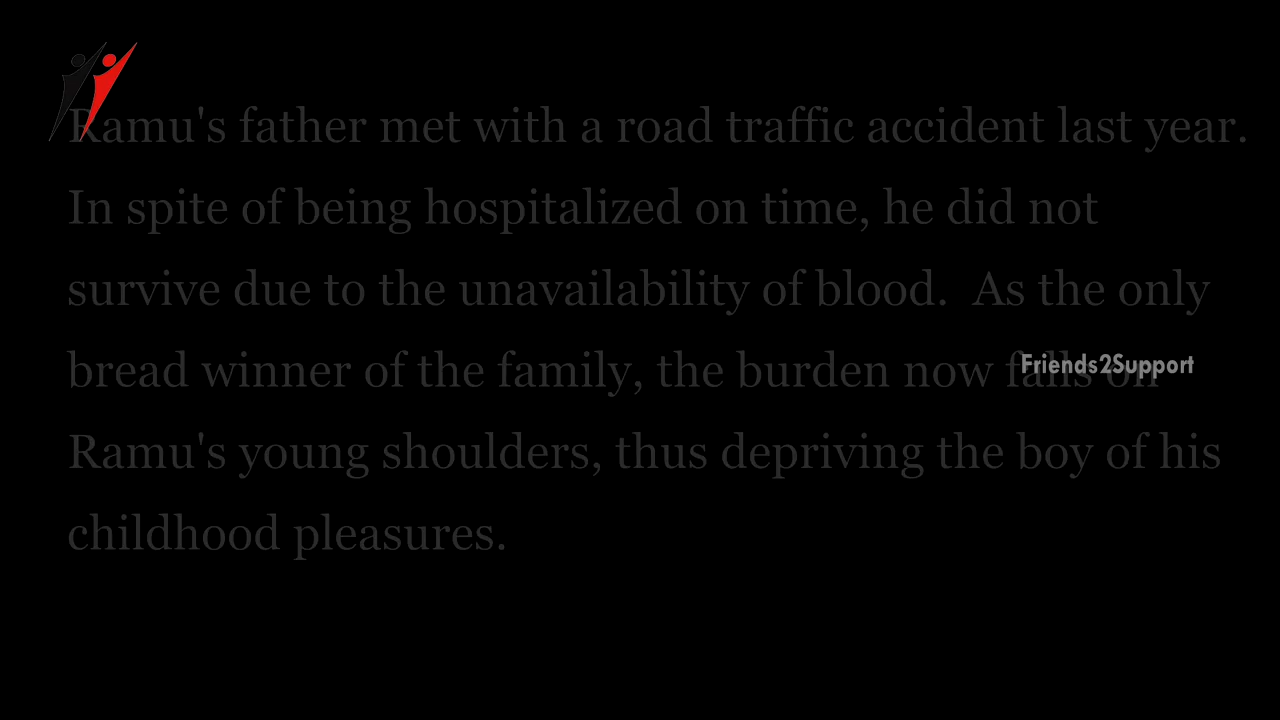 Ramu's father met with a road traffic accident last year.
In spite of being hospitalized on time, he did not
survive due to the unavailability of blood.  As the only
bread winner of the family, the burden now falls on
Friends2Support
Ramu's young shoulders, thus depriving the boy of his
childhood pleasures.